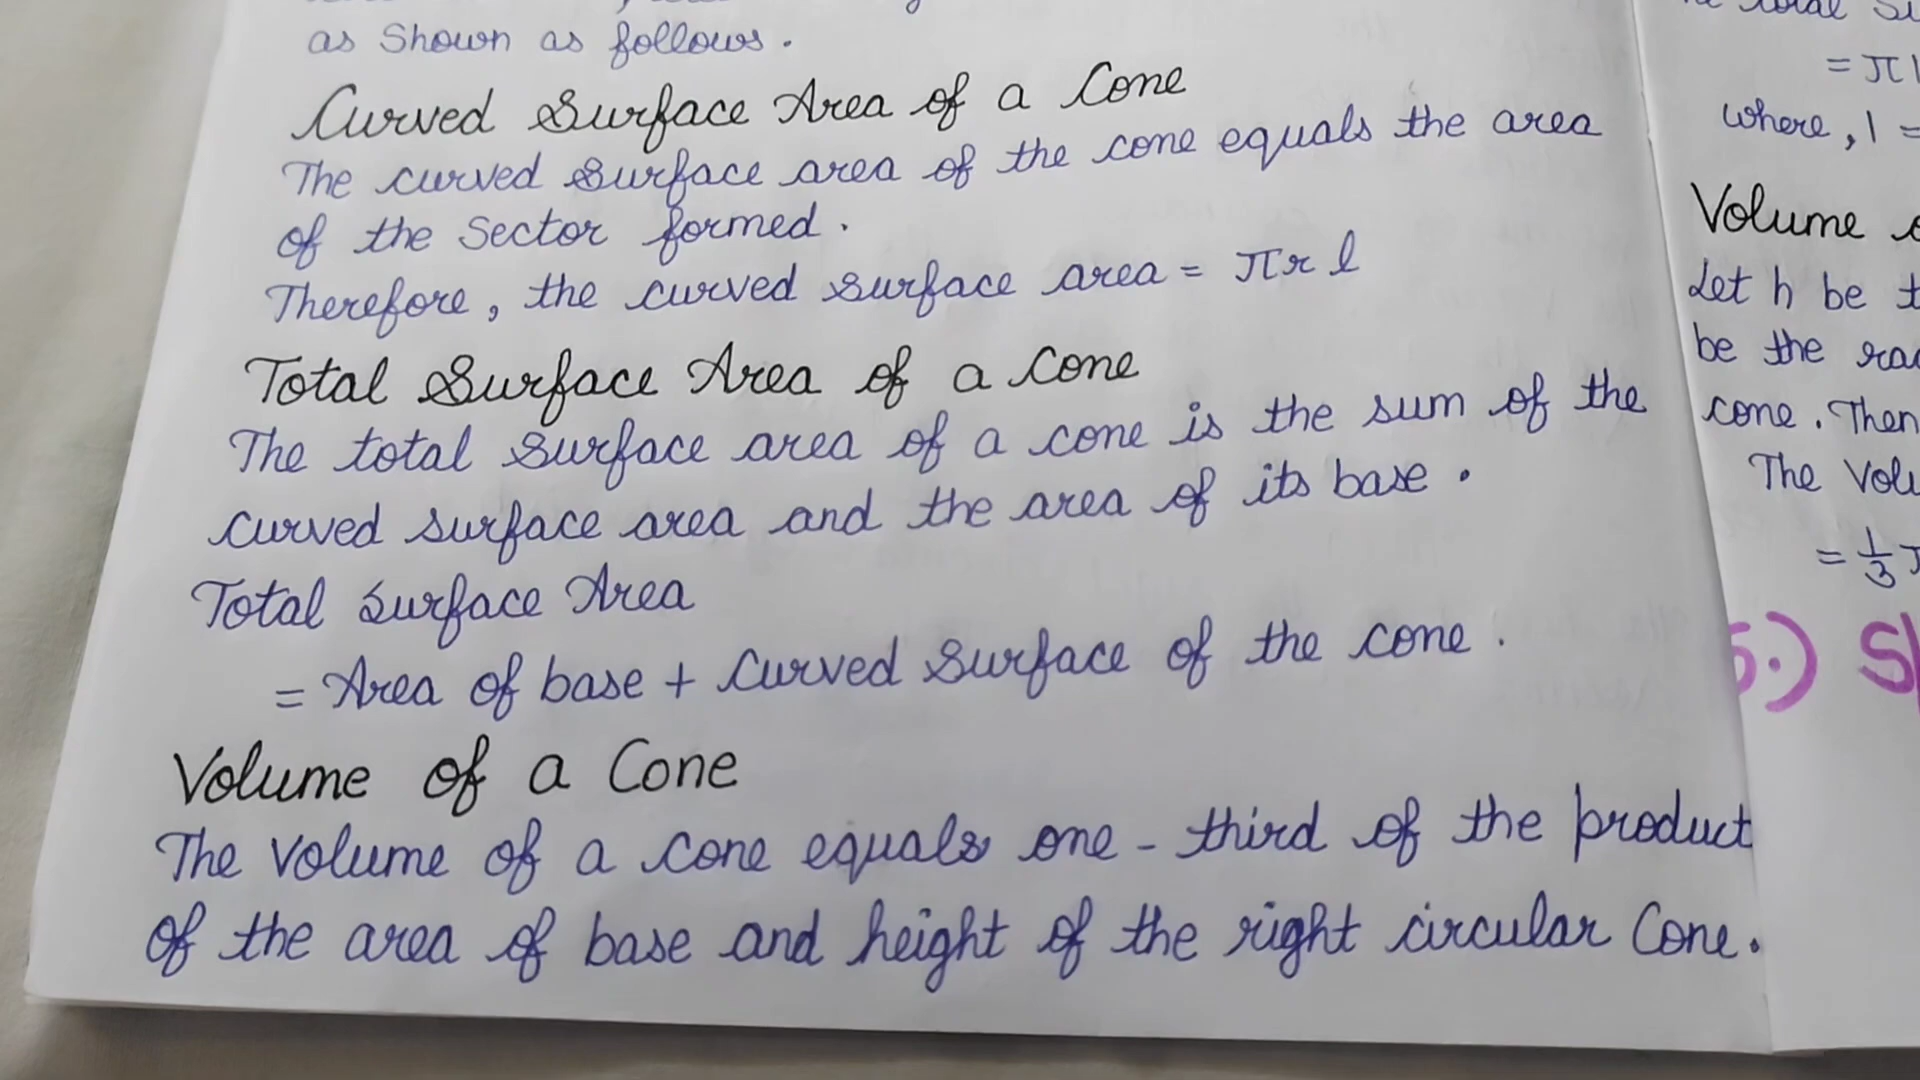 as Shown as follows.
Curved Surface Area of a Cone
The curved surface area of the cone equals the area
of the Sector formed.
Therefore, the curved surface area = πrl
Total Surface Area of a cone
The total surface area of a cone is the sum of the
curved surface area and the area of its base.
Total Surface Area
= Area of base + Curved Surface of the cone.
Volume of a Cone
The Volume of a cone equals one-third of the product
of the area of base and height of the right circular Cone.
total
= π
where, l =
Volume
Let h be
be the
cone. Then
The
= 1/3